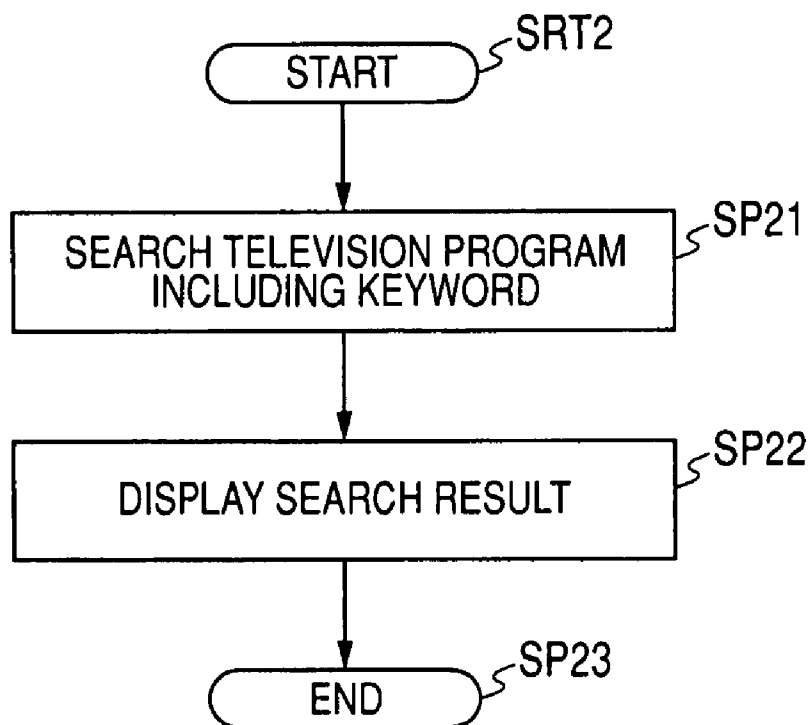 START
SRT2
SEARCH TELEVISION PROGRAM
INCLUDING KEYWORD
SP21
DISPLAY SEARCH RESULT
SP22
END
SP23